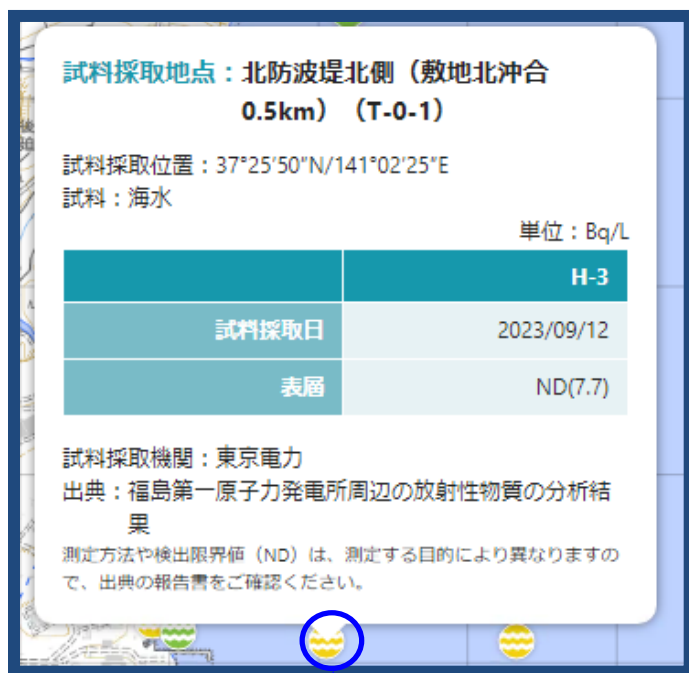 試料採取地点：北防波堤北側（敷地北沖合
0.5km）（T-0-1）
試料採取位置：37°25'50"N/141°02'25"E
試料：海水
単位：Bq/L
H-3
試料採取日 2023/09/12
表層 ND(7.7)
試料採取機関：東京電力
出典：福島第一原子力発電所周辺の放射性物質の分析結
果
測定方法や検出限界値（ND）は、測定する目的により異なりますの
で、出典の報告書をご確認ください。